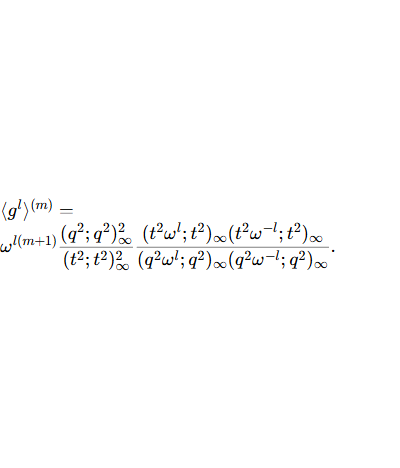 ⟨g^l⟩^{(m)} =
ω^{l(m+1)} \frac{(q^2; q^2)_∞^2}{(t^2; t^2)_∞^2} \frac{(t^2ω^l; t^2)_∞(t^2ω^{-l}; t^2)_∞}{(q^2ω^l; q^2)_∞(q^2ω^{-l}; q^2)_∞}.